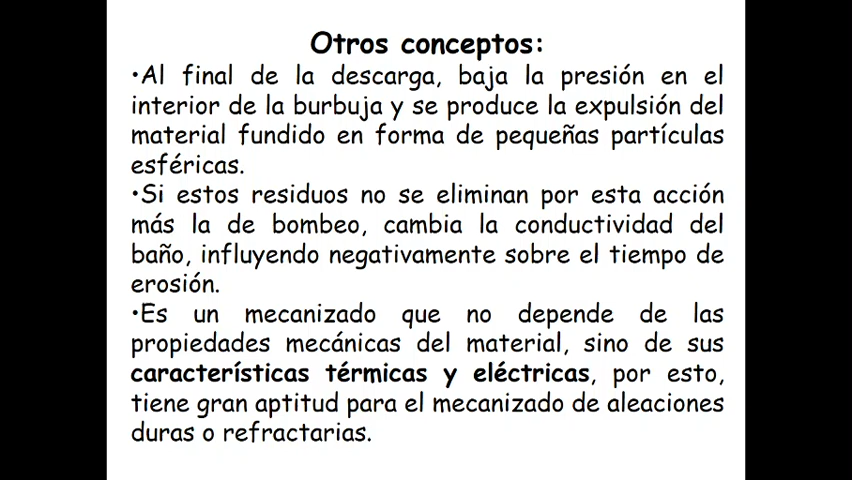 Otros conceptos:
•Al final de la descarga, baja la presión en el
interior de la burbuja y se produce la expulsión del
material fundido en forma de pequeñas partículas
esféricas.
•Si estos residuos no se eliminan por esta acción
más la de bombeo, cambia la conductividad del
baño, influyendo negativamente sobre el tiempo de
erosión.
•Es un mecanizado que no depende de las
propiedades mecánicas del material, sino de sus
características térmicas y eléctricas, por esto,
tiene gran aptitud para el mecanizado de aleaciones
duras o refractarias.